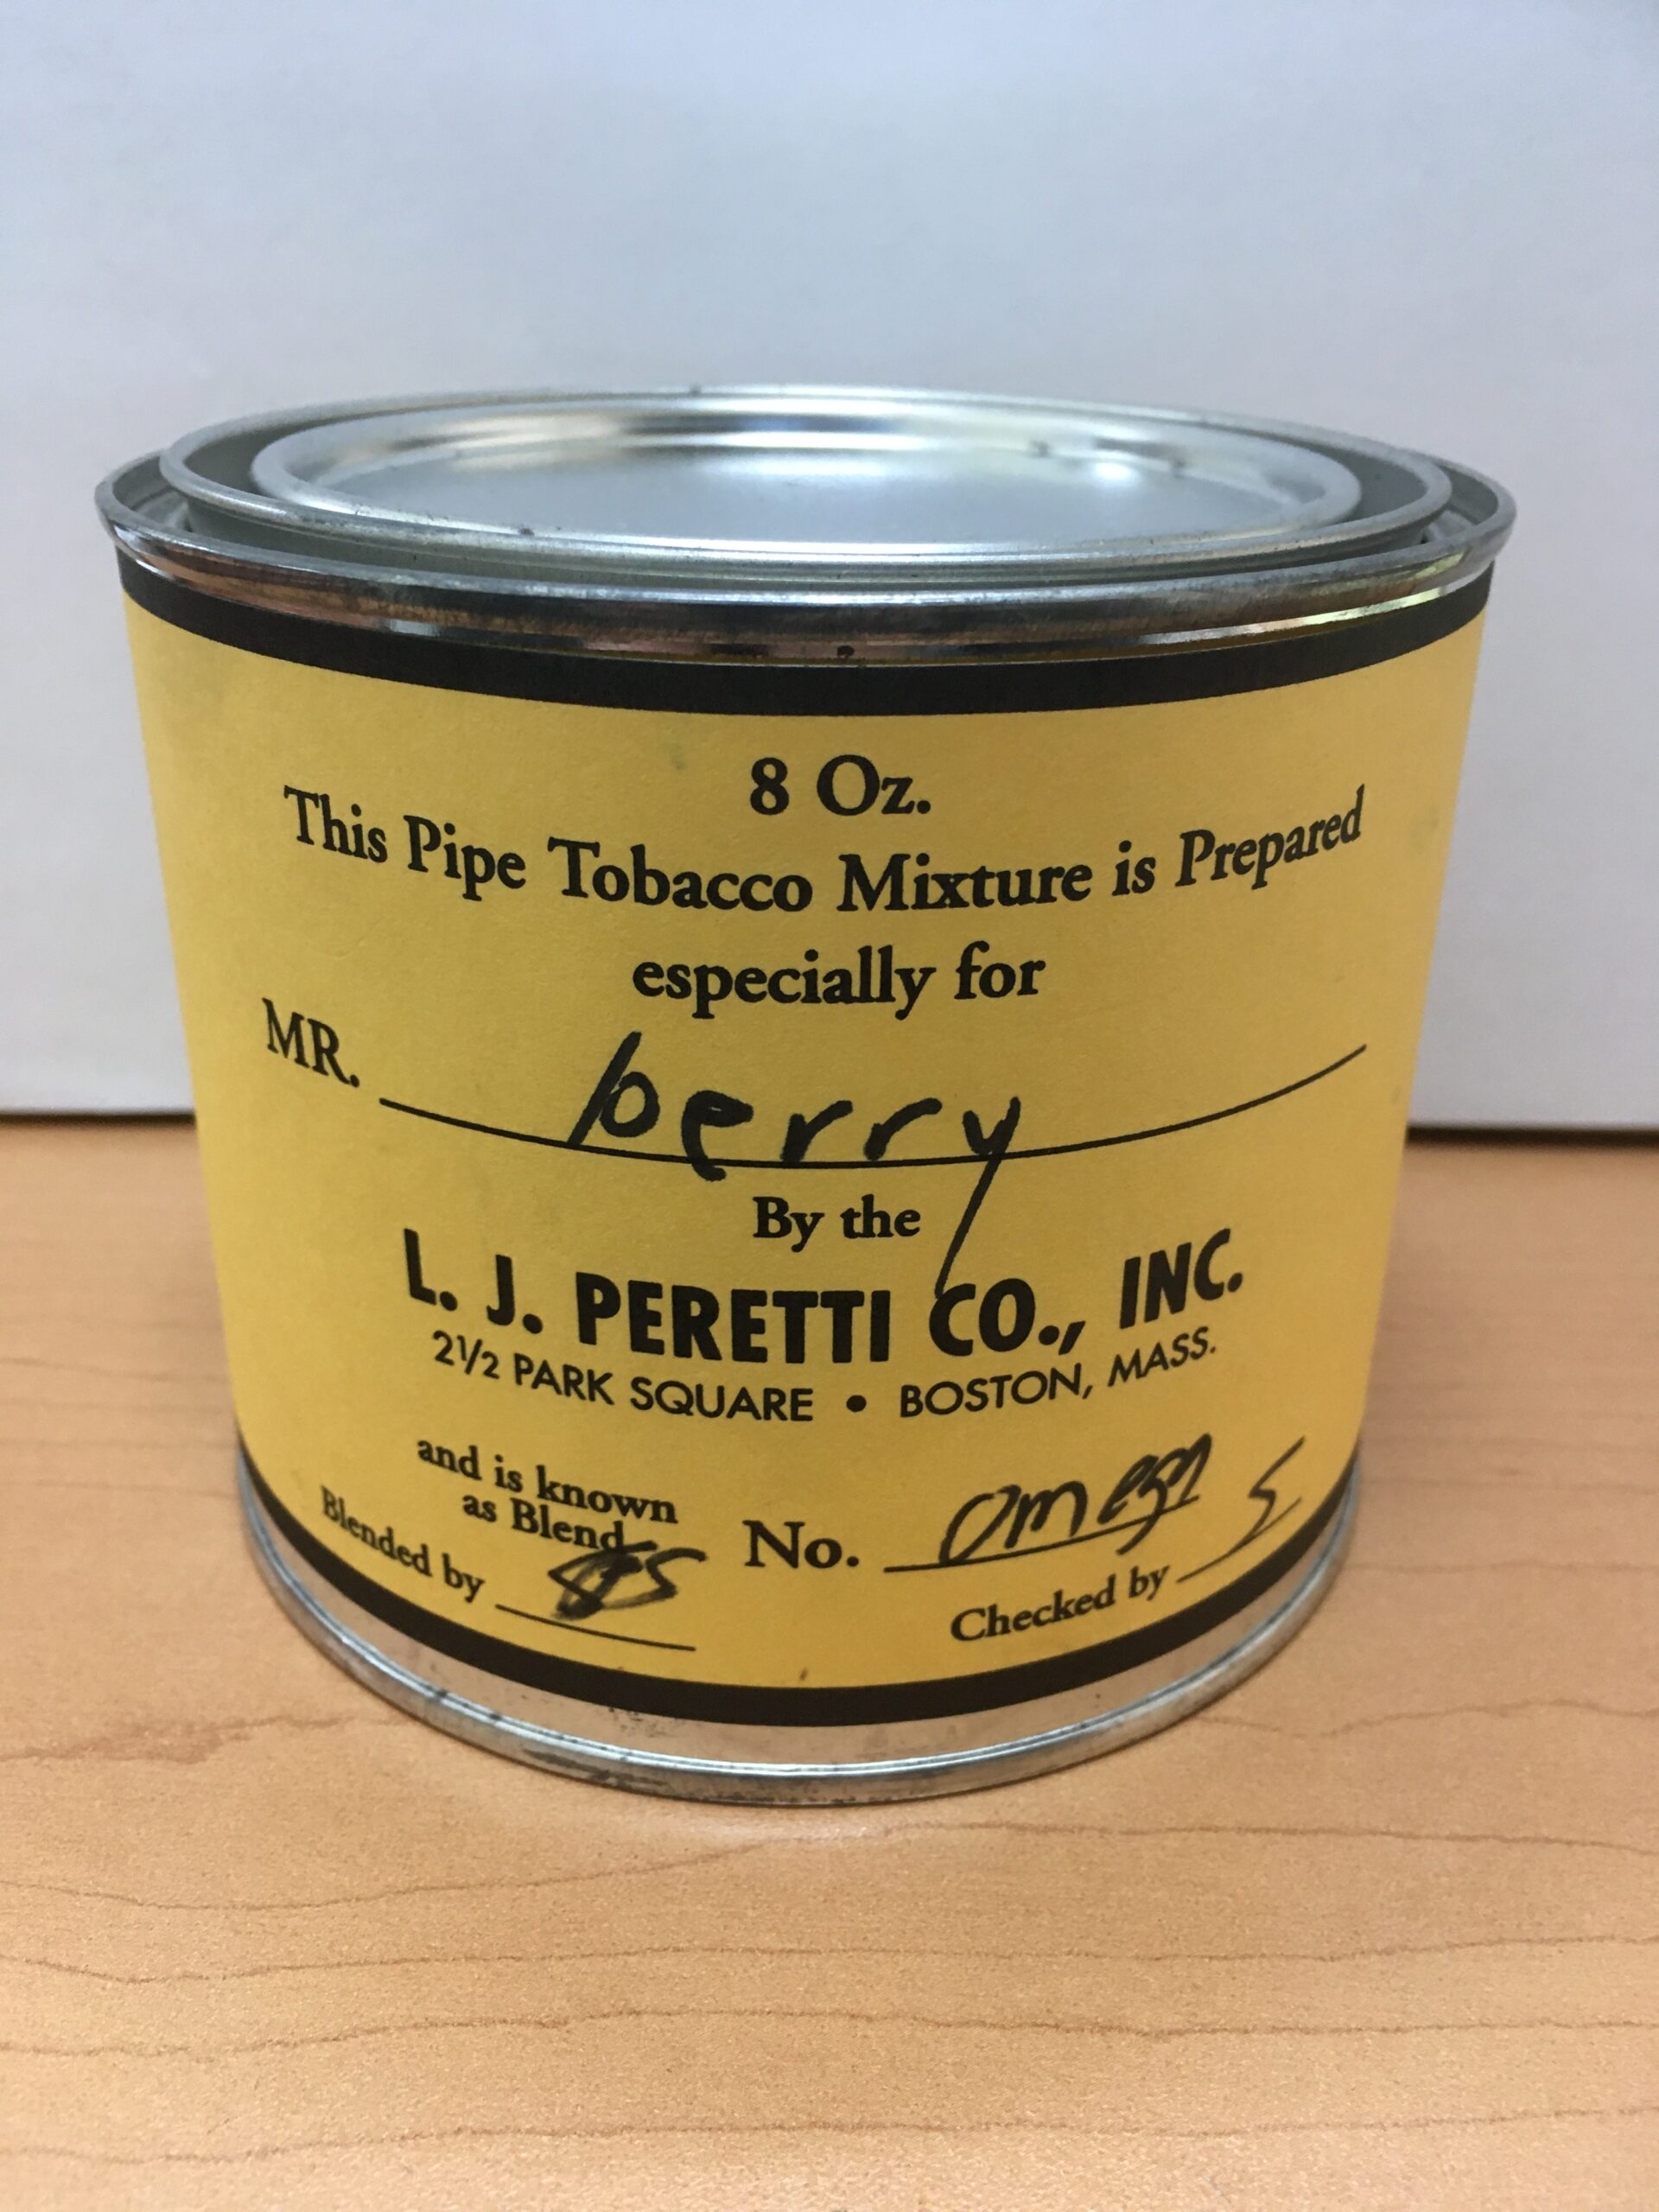 8 Oz.
This Pipe Tobacco Mixture is Prepared
especially for
MR. berry
By the
L. J. PERETTI CO., INC.
2½ PARK SQUARE • BOSTON, MASS.
and is known
as Blend No. omega
Blended by
Checked by S